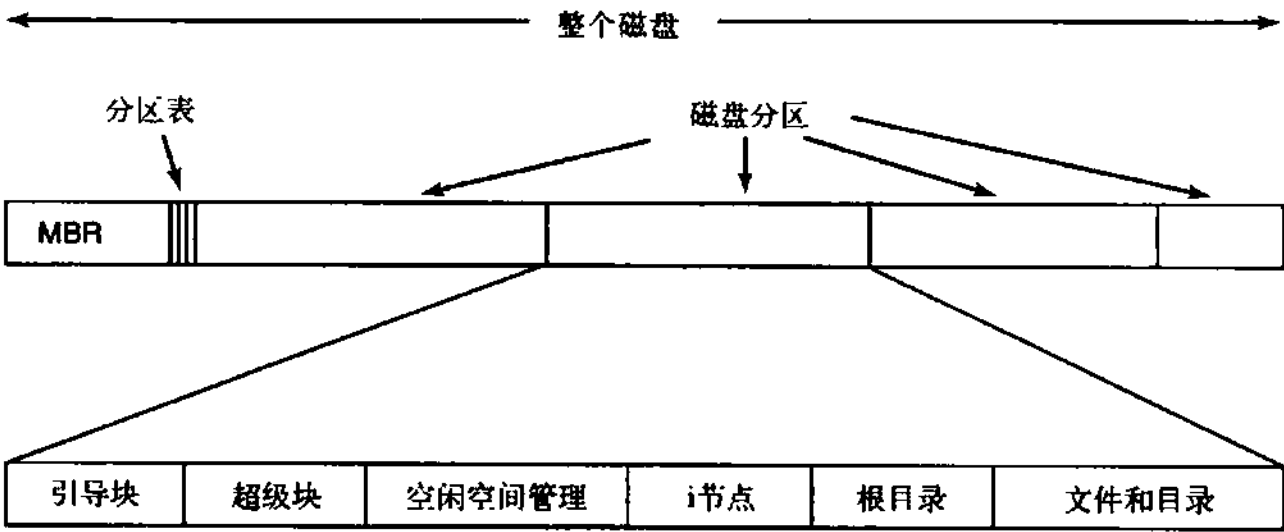 整个磁盘
分区表
磁盘分区
MBR
引导块
超级块
空闲空间管理
i节点
根目录
文件和目录